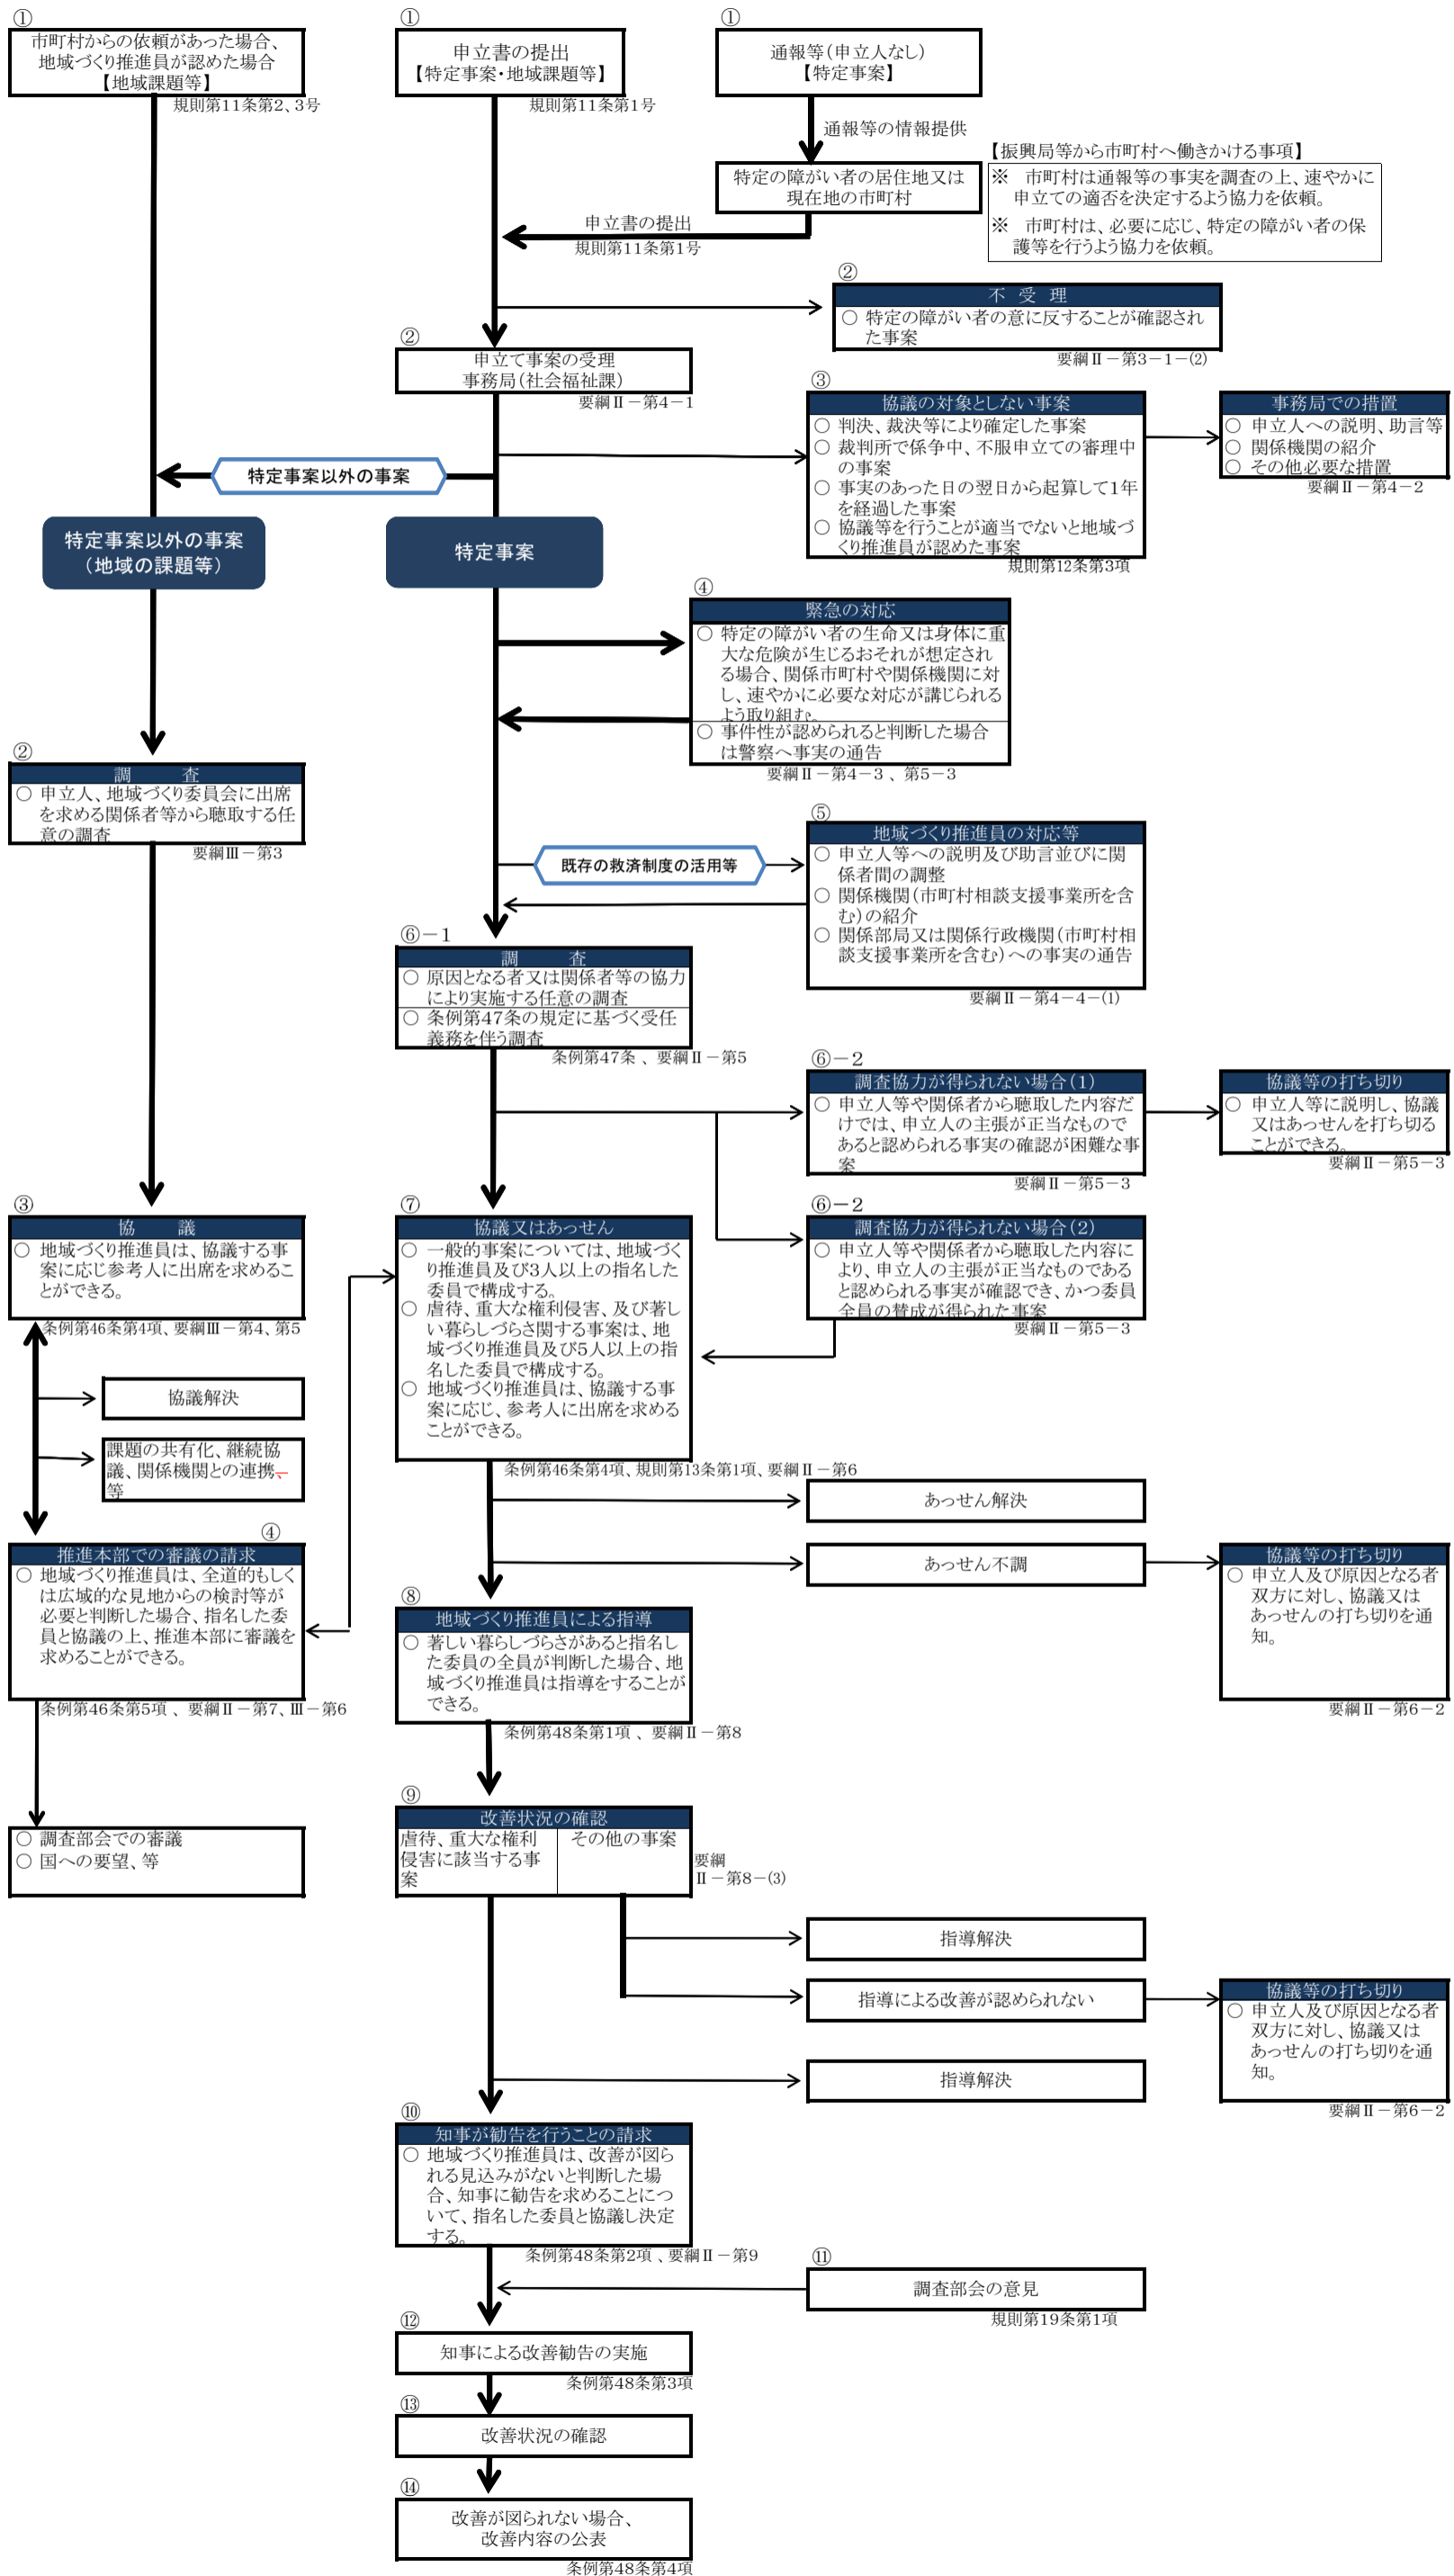 ①
市町村からの依頼があった場合、
地域づくり推進員が認めた場合
【地域課題等】
規則第11条第2、3号
①
申立書の提出
【特定事案・地域課題等】
規則第11条第1号
①
通報等（申立人なし）
【特定事案】
通報等の情報提供
特定の障がい者の居住地又は
現在地の市町村
【振興局等から市町村へ働きかける事項】
※ 市町村は通報等の事実を調査の上、速やかに
申立ての適否を決定するよう協力を依頼。
※ 市町村は、必要に応じ、特定の障がい者の保
護等を行うよう協力を依頼。
申立書の提出
規則第11条第1号
②
不 受 理
○ 特定の障がい者の意に反することが確認され
た事案
要綱Ⅱ－第3－1－(2)
②
申立て事案の受理
事務局（社会福祉課）
要綱Ⅱ－第4－1
③
協議の対象としない事案
○ 判決、裁決等により確定した事案
○ 裁判所で係争中、不服申立ての審理中
の事案
○ 事実のあった日の翌日から起算して1年
を経過した事案
○ 協議等を行うことが適当でないと地域づ
くり推進員が認めた事案
規則第12条第3項
事務局での措置
○ 申立人への説明、助言等
○ 関係機関の紹介
○ その他必要な措置
要綱Ⅱ－第4－2
特定事案以外の事案
特定事案以外の事案
（地域の課題等）
特定事案
④
緊急の対応
○ 特定の障がい者の生命又は身体に重
大な危険が生じるおそれが想定され
る場合、関係市町村や関係機関に対
し、速やかに必要な対応が講じられる
よう取り組む。
○ 事件性が認められると判断した場合
は警察へ事実の通告
要綱Ⅱ－第4－3 、第5－3
②
調 査
○ 申立人、地域づくり委員会に出席
を求める関係者等から聴取する任
意の調査
要綱Ⅲ－第3
⑤
地域づくり推進員の対応等
○ 申立人等への説明及び助言並びに関
係者間の調整
○ 関係機関（市町村相談支援事業所を含
む）の紹介
○ 関係部局又は関係行政機関（市町村相
談支援事業所を含む）への事実の通告
要綱Ⅱ－第4－4－(1)
既存の救済制度の活用等
⑥－1
調 査
○ 原因となる者又は関係者等の協力
により実施する任意の調査
○ 条例第47条の規定に基づく受任
義務を伴う調査
条例第47条 、要綱Ⅱ－第5
⑥－2
調査協力が得られない場合（1）
○ 申立人等や関係者から聴取した内容だ
けでは、申立人の主張が正当なもので
あると認められる事実の確認が困難な事
案
要綱Ⅱ－第5－3
協議等の打ち切り
○ 申立人等に説明し、協議
又はあっせんを打ち切る
ことができる。
要綱Ⅱ－第5－3
③
協 議
○ 地域づくり推進員は、協議する事
案に応じ参考人に出席を求めるこ
とができる。
条例第46条第4項、要綱Ⅲ－第4、第5
⑦
協議又はあっせん
○ 一般的事案については、地域づく
り推進員及び3人以上の指名した
委員で構成する。
○ 虐待、重大な権利侵害、及び著し
い暮らしづらさ関する事案は、地
域づくり推進員及び5人以上の指
名した委員で構成する。
○ 地域づくり推進員は、協議する事
案に応じ、参考人に出席を求める
ことができる。
条例第46条第4項、規則第13条第1項、要綱Ⅱ－第6
⑥－2
調査協力が得られない場合（2）
○ 申立人等や関係者から聴取した内容に
より、申立人の主張が正当なものである
と認められる事実が確認でき、かつ委員
全員の賛成が得られた事案
要綱Ⅱ－第5－3
協議解決
課題の共有化、継続協
議、関係機関との連携、
等
あっせん解決
あっせん不調
協議等の打ち切り
○ 申立人及び原因となる者
双方に対し、協議又は
あっせんの打ち切りを通
知。
要綱Ⅱ－第6－2
④
推進本部での審議の請求
○ 地域づくり推進員は、全道的もしく
は広域的な見地からの検討等が
必要と判断した場合、指名した委
員と協議の上、推進本部に審議を
求めることができる。
条例第46条第5項 、要綱Ⅱ－第7、Ⅲ－第6
⑧
地域づくり推進員による指導
○ 著しい暮らしづらさがあると指名し
た委員の全員が判断した場合、地
域づくり推進員は指導をすることが
できる。
条例第48条第1項 、要綱Ⅱ－第8
○ 調査部会での審議
○ 国への要望、等
⑨
改善状況の確認
虐待、重大な権利
侵害に該当する事
案
その他の事案
要綱
Ⅱ－第8－(3)
指導解決
指導による改善が認められない
協議等の打ち切り
○ 申立人及び原因となる者
双方に対し、協議又は
あっせんの打ち切りを通
知。
要綱Ⅱ－第6－2
指導解決
⑩
知事が勧告を行うことの請求
○ 地域づくり推進員は、改善が図ら
れる見込みがないと判断した場
合、知事に勧告を求めることにつ
いて、指名した委員と協議し決定
する。
条例第48条第2項 、要綱Ⅱ－第9
⑪
調査部会の意見
規則第19条第1項
⑫
知事による改善勧告の実施
条例第48条第3項
⑬
改善状況の確認
⑭
改善が図られない場合、
改善内容の公表
条例第48条第4項